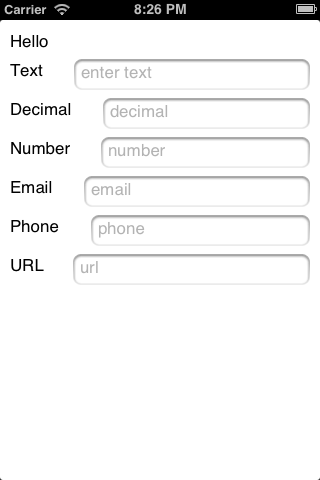 Carrier 8:26 PM
Hello
Text enter text
Decimal decimal
Number number
Email email
Phone phone
URL url